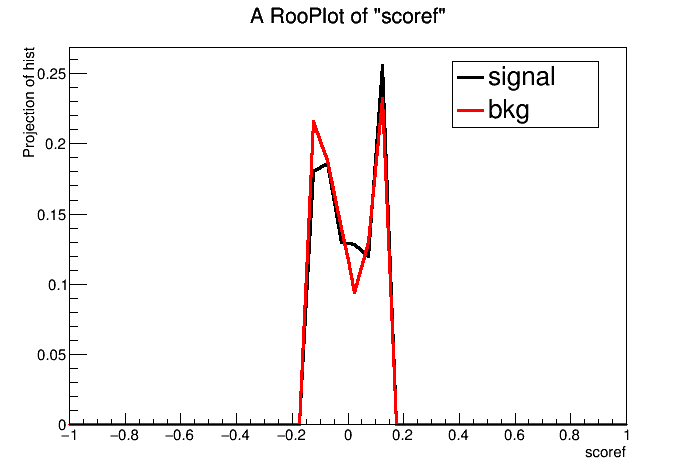 A RooPlot of "scoref"
Projection of hist
0.25
0.2
0.15
0.1
0.05
0
signal
bkg
−1 −0.8 −0.6 −0.4 −0.2 0 0.2 0.4 0.6 0.8 1
scoref